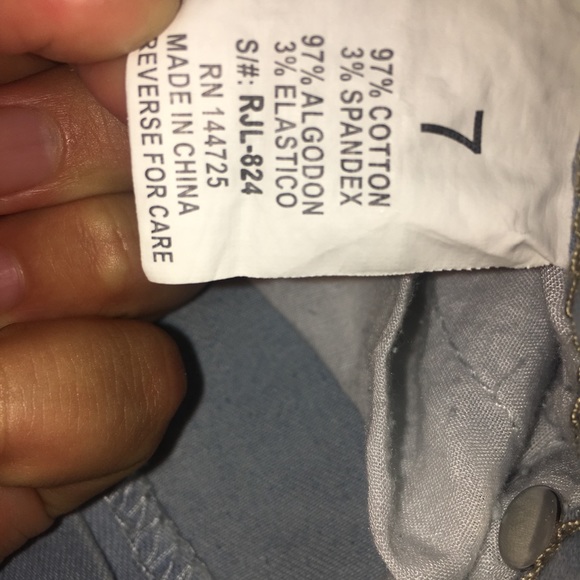 7
97% COTTON
3% SPANDEX
97% ALGODON
3% ELASTICO
S/#: RJL-824
RN 144725
MADE IN CHINA
REVERSE FOR CARE